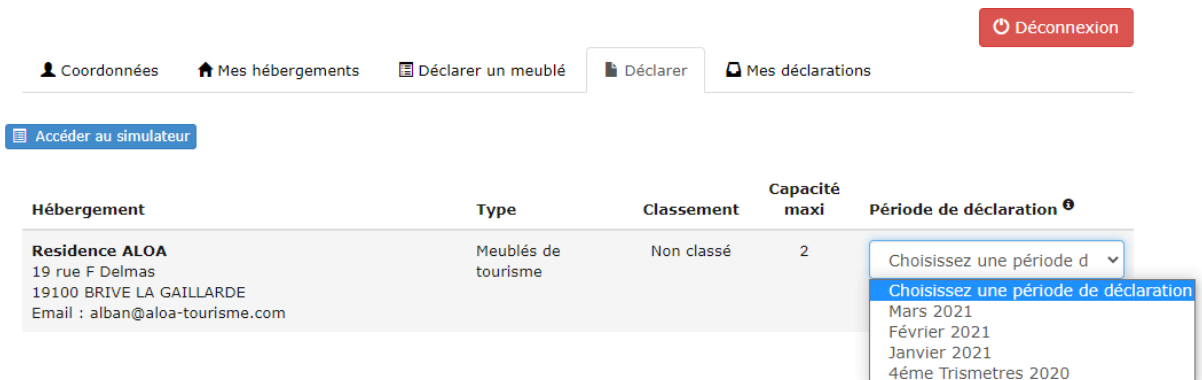 Déconnexion
Coordonnées Mes hébergements Déclarer un meublé Déclarer Mes déclarations
Accéder au simulateur
Hébergement Type Classement Capacité maxi Période de déclaration
Residence ALOA Meublés de tourisme Non classé 2 Choisissez une période d
19 rue F Delmas
19100 BRIVE LA GAILLARDE
Email : alban@aloa-tourisme.com
Choisissez une période de déclaration
Mars 2021
Février 2021
Janvier 2021
4éme Trismetres 2020